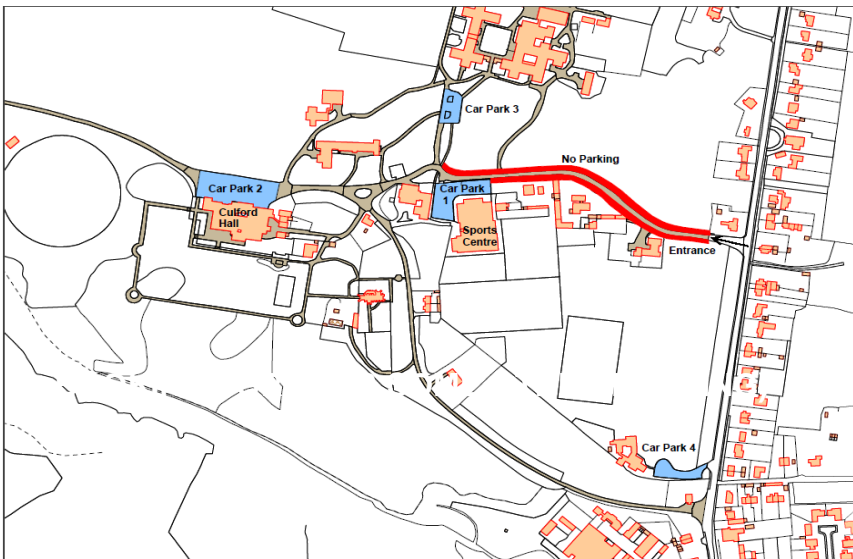 Car Park 3
No Parking
Car Park 2
Car Park
1
Culford
Hall
Sports
Centre
Entrance
Car Park 4